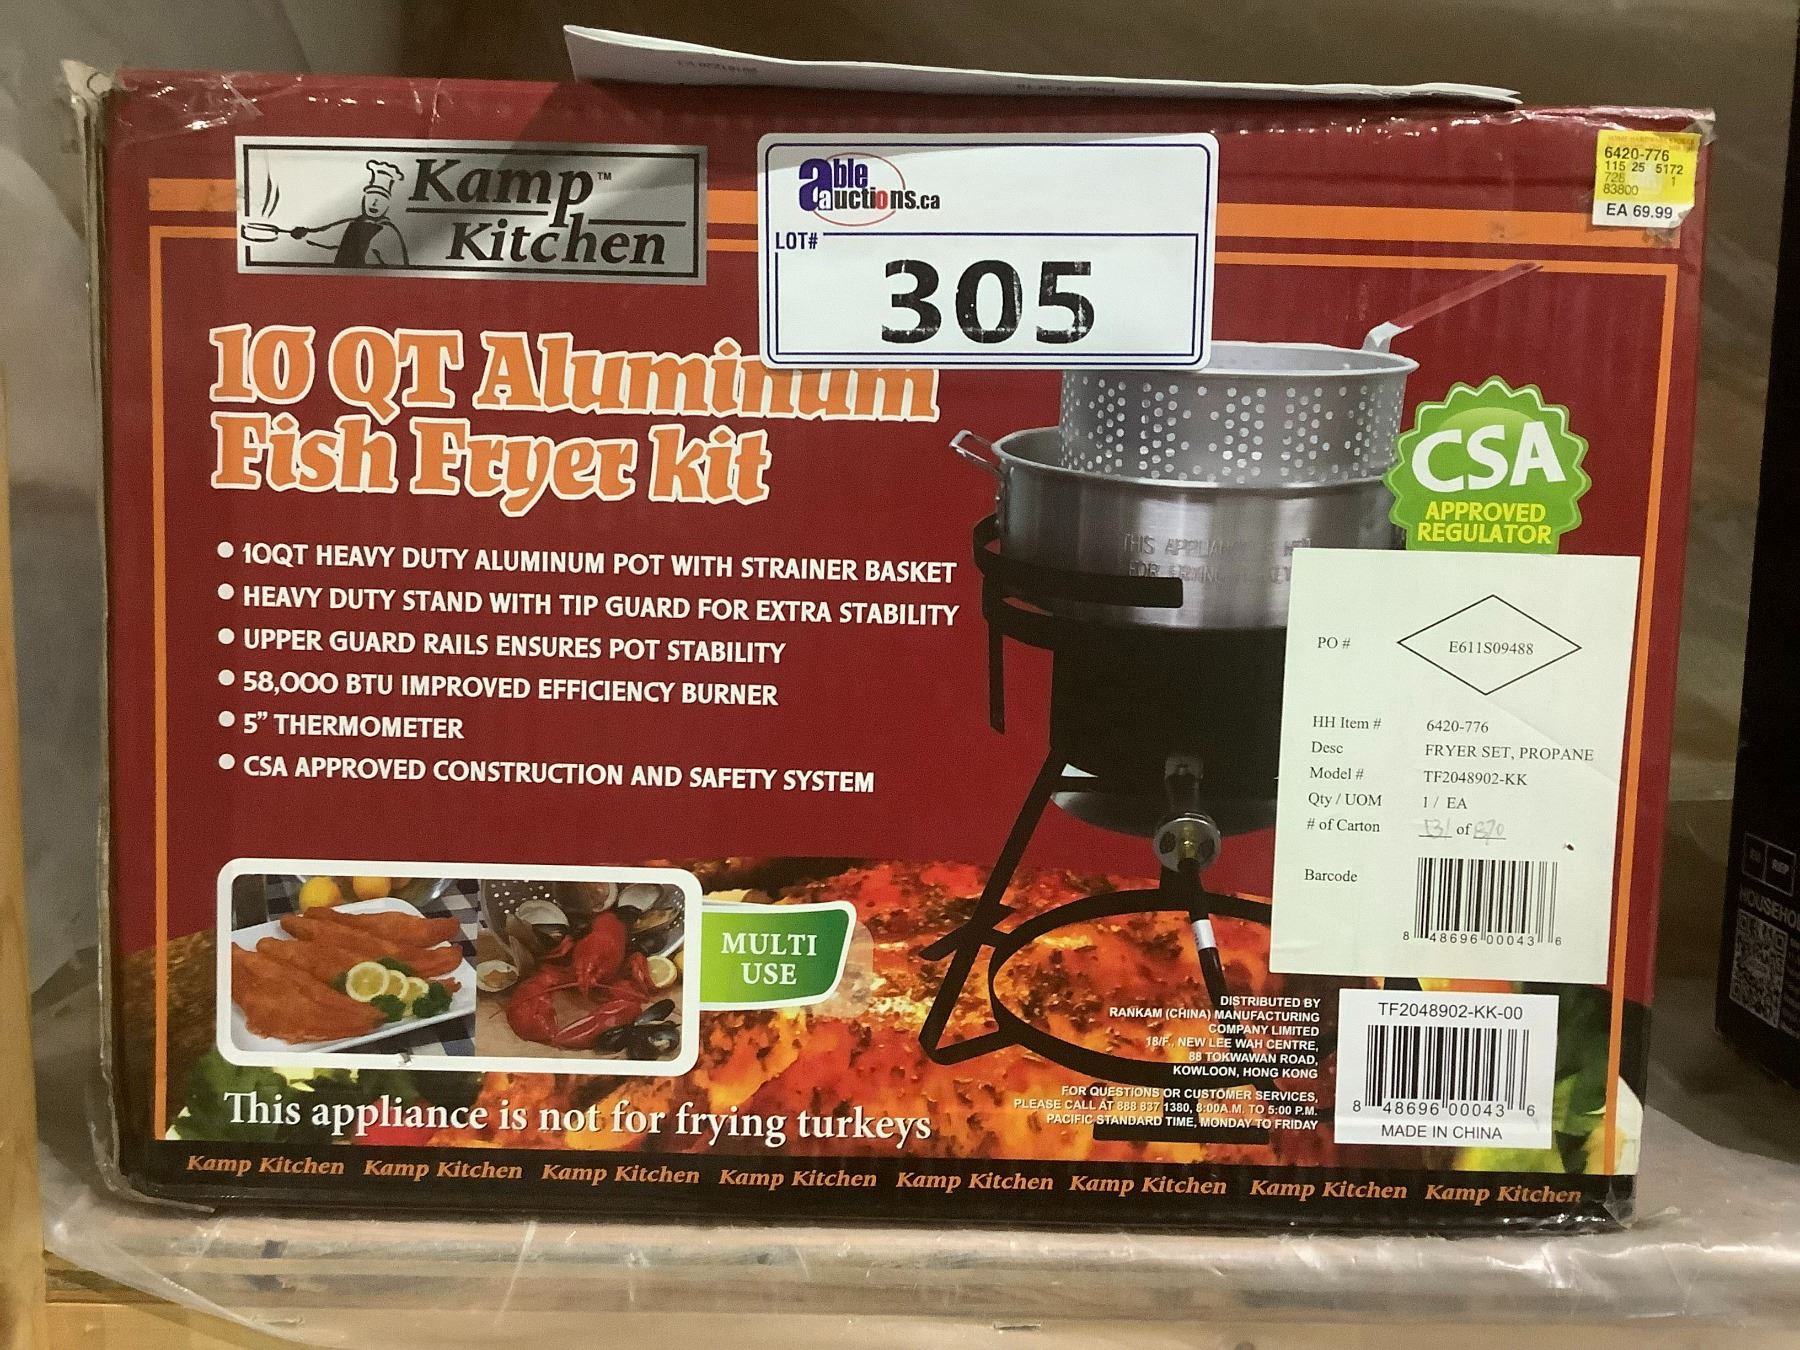 Kamp™
Kitchen
able
auctions.ca
LOT#
305
6420-776
115 25 5172
728 1
83800
EA 69.99
10 QT Aluminum
Fish Fryer kit
• 10QT HEAVY DUTY ALUMINUM POT WITH STRAINER BASKET
• HEAVY DUTY STAND WITH TIP GUARD FOR EXTRA STABILITY
• UPPER GUARD RAILS ENSURES POT STABILITY
• 58,000 BTU IMPROVED EFFICIENCY BURNER
• 5” THERMOMETER
• CSA APPROVED CONSTRUCTION AND SAFETY SYSTEM
CSA
APPROVED
REGULATOR
THIS
FOR
PO # E611S09488
HH Item # 6420-776
Desc FRYER SET, PROPANE
Model # TF2048902-KK
Qty / UOM 1 / EA
# of Carton 131 of 870
Barcode
8 48696 00043 6
MULTI
USE
This appliance is not for frying turkeys
DISTRIBUTED BY
RANKAM (CHINA) MANUFACTURING
COMPANY LIMITED
18/F., NEW LEE WAH CENTRE,
88 TOKWAWAN ROAD,
KOWLOON, HONG KONG
FOR QUESTIONS OR CUSTOMER SERVICES,
PLEASE CALL AT 888 837 1380, 8:00A.M. TO 5:00 P.M.
PACIFIC STANDARD TIME, MONDAY TO FRIDAY
TF2048902-KK-00
8 48696 00043 6
MADE IN CHINA
Kamp Kitchen Kamp Kitchen Kamp Kitchen Kamp Kitchen Kamp Kitchen Kamp Kitchen Kamp Kitchen Kamp Kitchen
REP
HOUSEHO